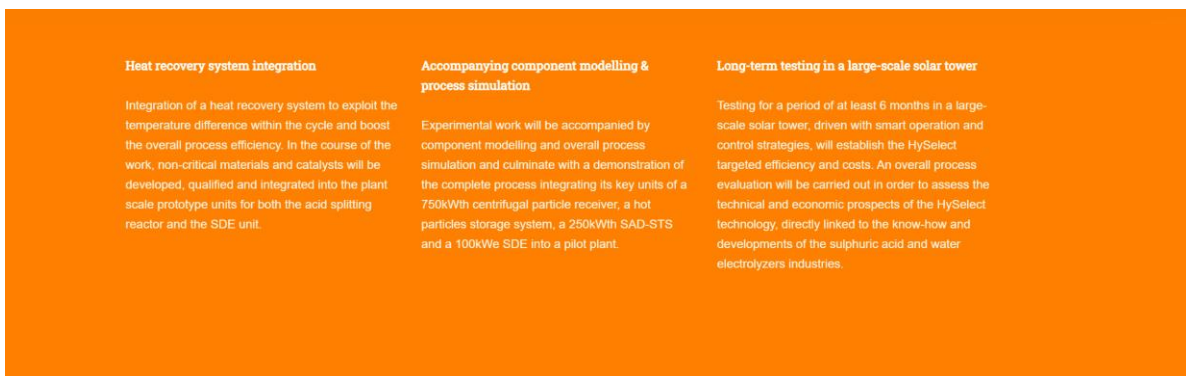 Heat recovery system integration
Integration of a heat recovery system to exploit the
temperature difference within the cycle and boost
the overall process efficiency. In the course of the
work, non-critical materials and catalysts will be
developed, qualified and integrated into the plant
scale prototype units for both the acid splitting
reactor and the SDE unit.
Accompanying component modelling &
process simulation
Experimental work will be accompanied by
component modelling and overall process
simulation and culminate with a demonstration of
the complete process integrating its key units of a
750kWth centrifugal particle receiver, a hot
particles storage system, a 250kWth SAD-STS
and a 100kWe SDE into a pilot plant.
Long-term testing in a large-scale solar tower
Testing for a period of at least 6 months in a large-
scale solar tower, driven with smart operation and
control strategies, will establish the HySelect
targeted efficiency and costs. An overall process
evaluation will be carried out in order to assess the
technical and economic prospects of the HySelect
technology, directly linked to the know-how and
developments of the sulphuric acid and water
electrolyzers industries.